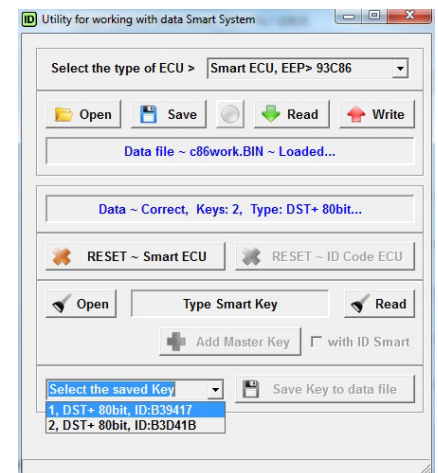 ID Utility for working with data Smart System
Select the type of ECU > Smart ECU, EEP> 93C86
Open Save Read Write
Data file ~ c86work.BIN ~ Loaded...
Data ~ Correct, Keys: 2, Type: DST+ 80bit...
RESET ~ Smart ECU RESET ~ ID Code ECU
Open Type Smart Key Read
Add Master Key with ID Smart
Select the saved Key Save Key to data file
1, DST+ 80bit, ID:B39417
2, DST+ 80bit, ID:B3D41B